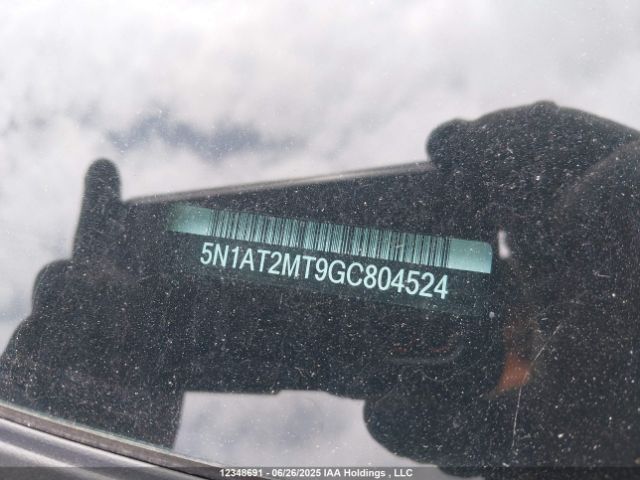 5N1AT2MT9GC804524
12348691 - 06/26/2025 IAA Holdings , LLC